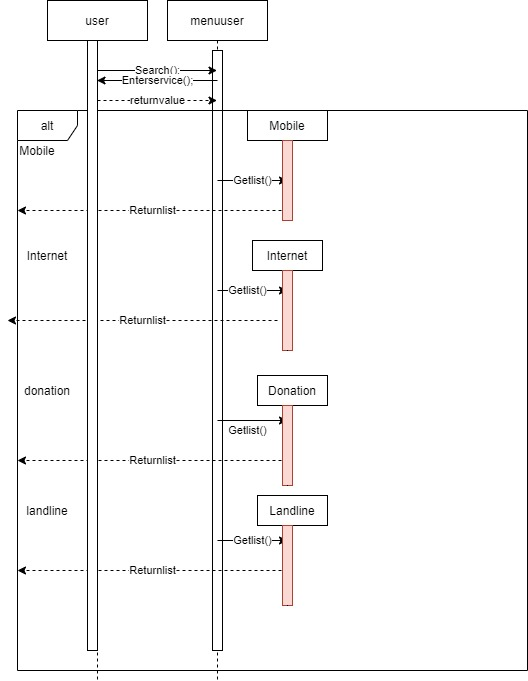 user
menuuser
Search();
Enterservice();
returnvalue
alt
Mobile
Mobile
Getlist()
Returnlist
Internet
Internet
Getlist()
Returnlist
donation
Donation
Getlist()
Returnlist
landline
Landline
Getlist()
Returnlist